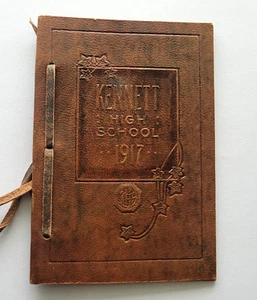 KENNETT
: HIGH :
SCHOOL
·· 1917 ··